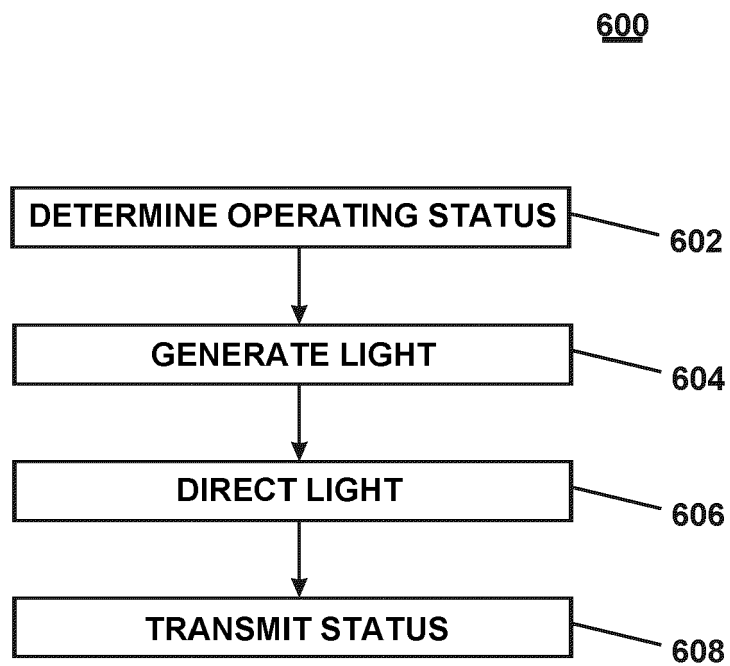 600
DETERMINE OPERATING STATUS
602
GENERATE LIGHT
604
DIRECT LIGHT
606
TRANSMIT STATUS
608